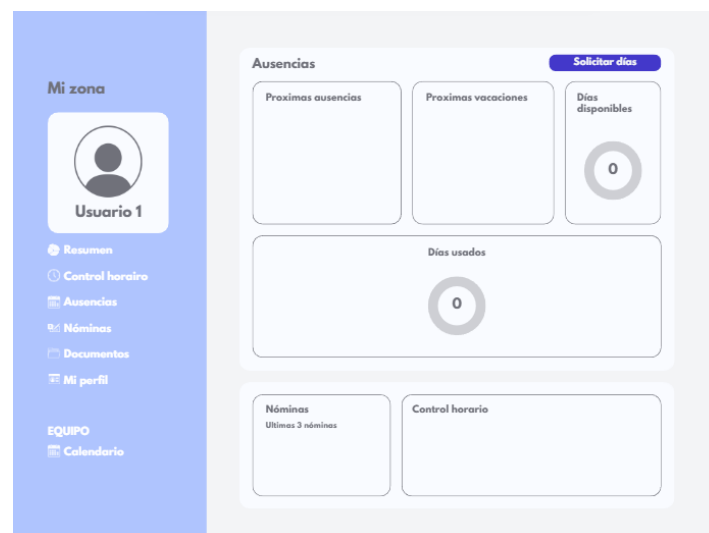 Mi zona
Usuario 1
Resumen
Control horairo
Ausencias
Nóminas
Documentos
Mi perfil
EQUIPO
Calendario
Ausencias
Solicitar días
Proximas ausencias
Proximas vacaciones
Días
disponibles
0
Días usados
0
Nóminas
Ultimas 3 nóminas
Control horario